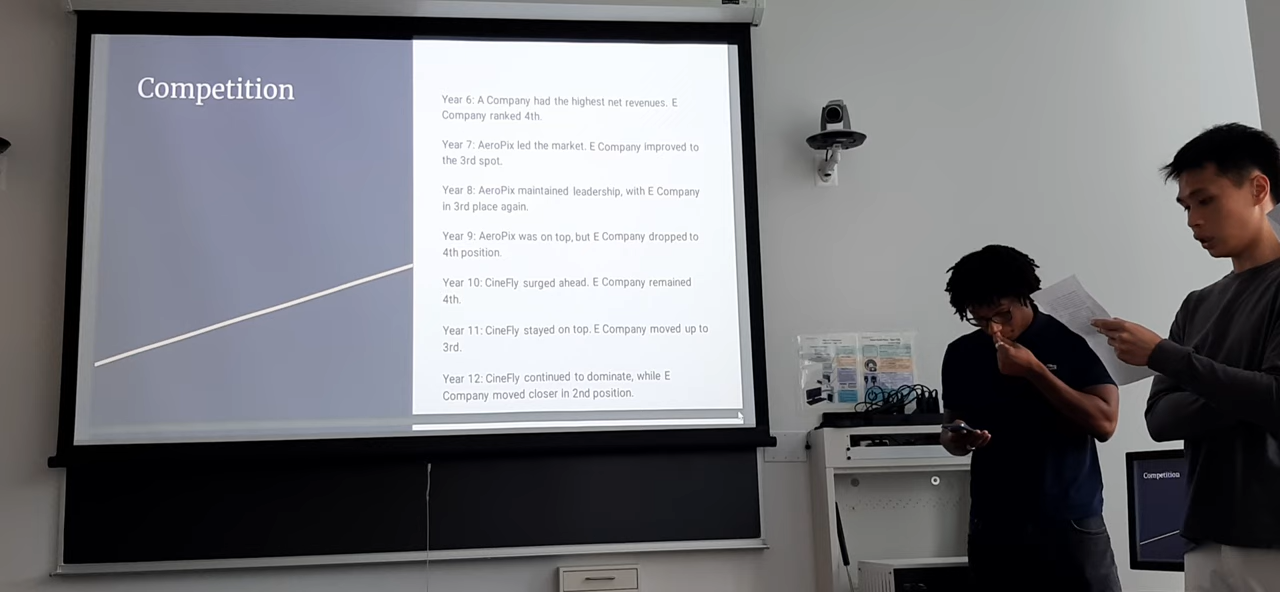 Competition
Year 6: A Company had the highest net revenues. E
Company ranked 4th.
Year 7: AeroPix led the market. E Company improved to
the 3rd spot.
Year 8: AeroPix maintained leadership, with E Company
in 3rd place again.
Year 9: AeroPix was on top, but E Company dropped to
4th position.
Year 10: CineFly surged ahead. E Company remained
4th.
Year 11: CineFly stayed on top. E Company moved up to
3rd.
Year 12: CineFly continued to dominate, while E
Company moved closer in 2nd position.
Competition